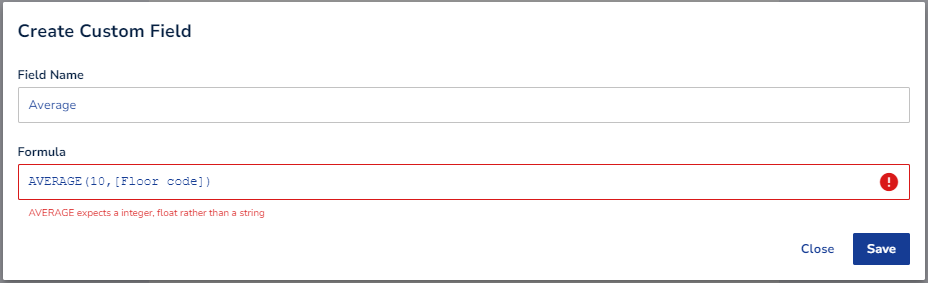 Create Custom Field
Field Name
Average
Formula
AVERAGE(10,[Floor code])
AVERAGE expects a integer, float rather than a string
Close Save